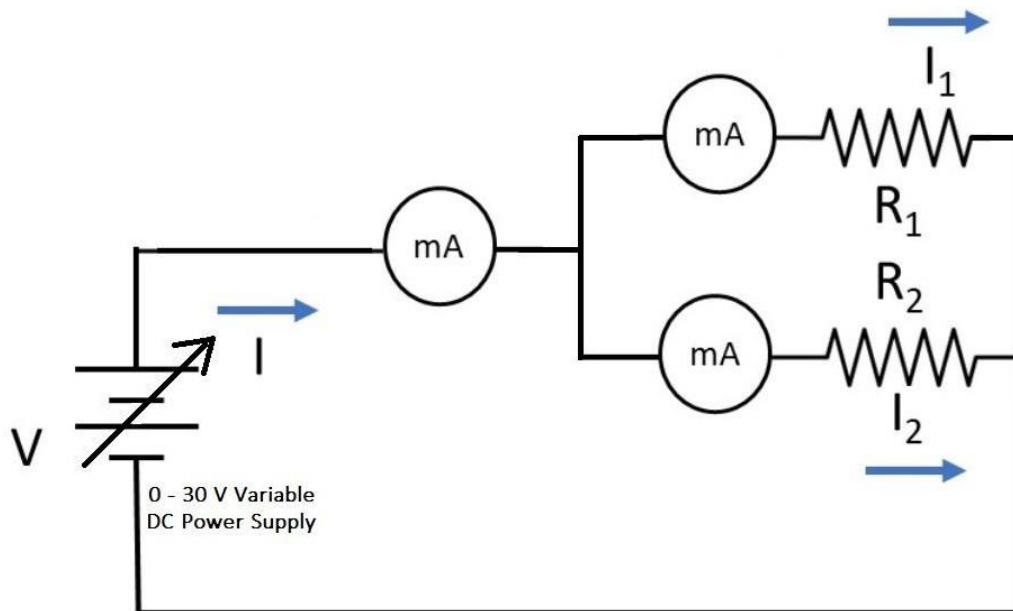 I₁
mA
R₁
mA
R₂
I
mA
I₂
V
0 - 30 V Variable
DC Power Supply